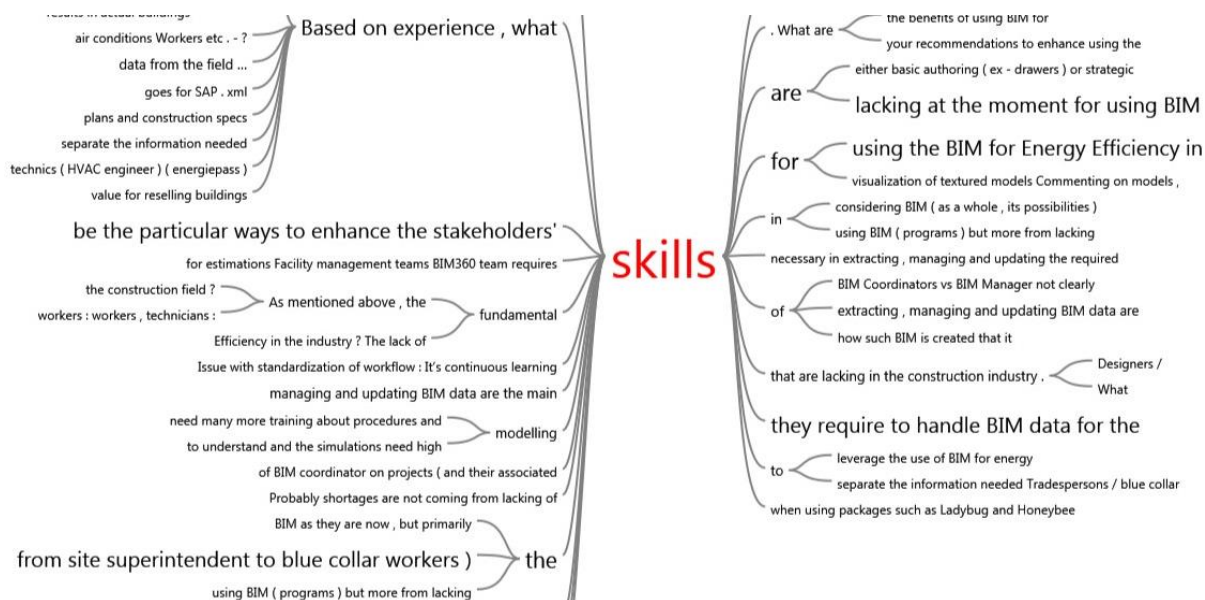 results in actual buildings
air conditions Workers etc . - ?
data from the field ...
goes for SAP . xml
plans and construction specs
separate the information needed
technics ( HVAC engineer ) ( energiepass )
value for reselling buildings
Based on experience , what
be the particular ways to enhance the stakeholders'
for estimations Facility management teams BIM360 team requires
the construction field ?
workers : workers , technicians :
As mentioned above , the
Efficiency in the industry ? The lack of
fundamental
Issue with standardization of workflow : It's continuous learning
managing and updating BIM data are the main
need many more training about procedures and
to understand and the simulations need high
modelling
of BIM coordinator on projects ( and their associated
Probably shortages are not coming from lacking of
BIM as they are now , but primarily
from site superintendent to blue collar workers )
using BIM ( programs ) but more from lacking
the
skills
. What are
the benefits of using BIM for
your recommendations to enhance using the
are
either basic authoring ( ex - drawers ) or strategic
lacking at the moment for using BIM
for
using the BIM for Energy Efficiency in
visualization of textured models Commenting on models ,
in
considering BIM ( as a whole , its possibilities )
using BIM ( programs ) but more from lacking
necessary in extracting , managing and updating the required
of
BIM Coordinators vs BIM Manager not clearly
extracting , managing and updating BIM data are
how such BIM is created that it
that are lacking in the construction industry .
Designers /
What
they require to handle BIM data for the
to
leverage the use of BIM for energy
separate the information needed Tradespersons / blue collar
when using packages such as Ladybug and Honeybee